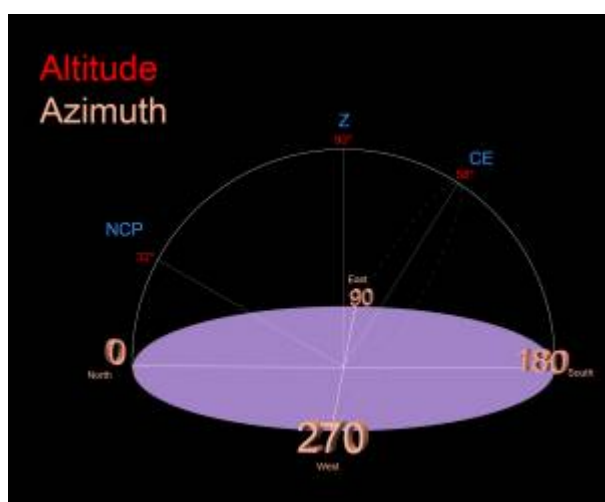 Altitude
Azimuth
Z
90°
CE
58°
NCP
32°
East
90
0
North
180
South
270
West